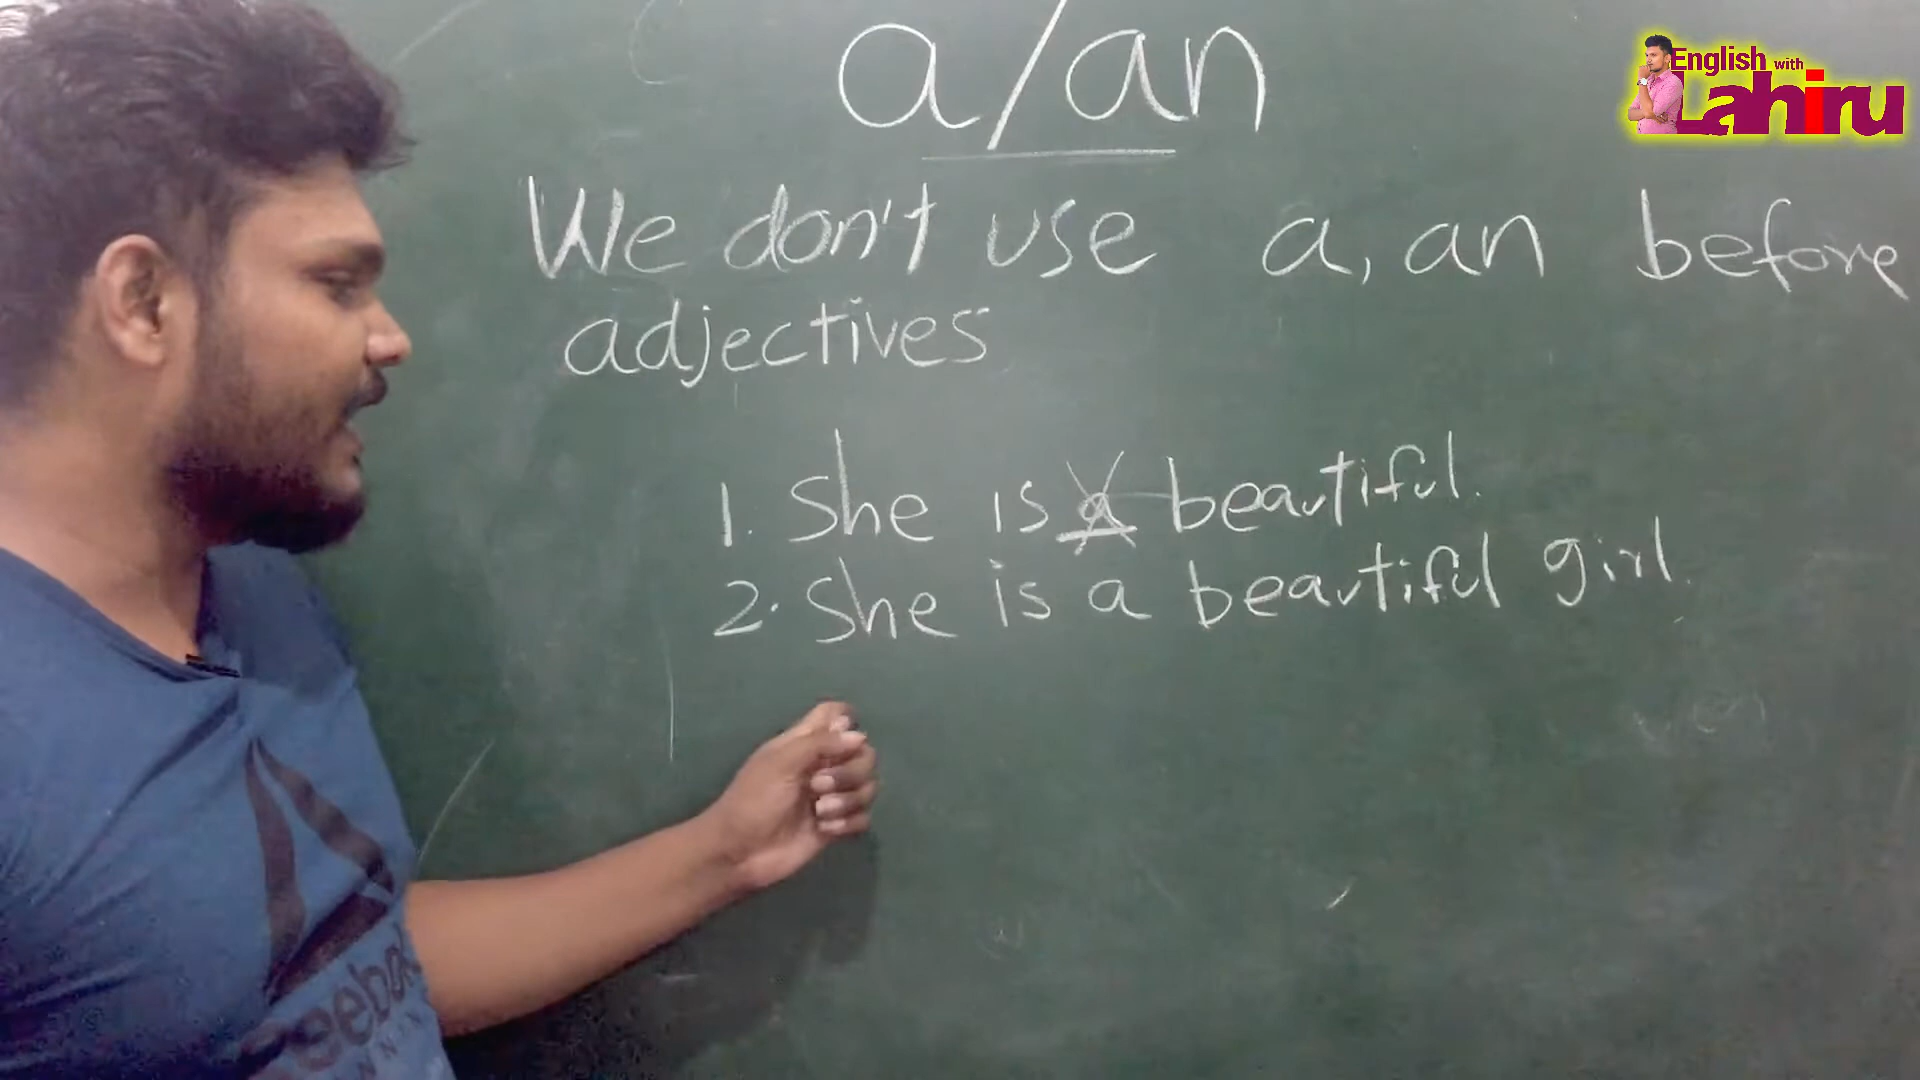 a/an
English with
Lahiru
We don't use a, an before
adjectives
1. She is a beautiful.
2. She is a beautiful girl.
Reebok